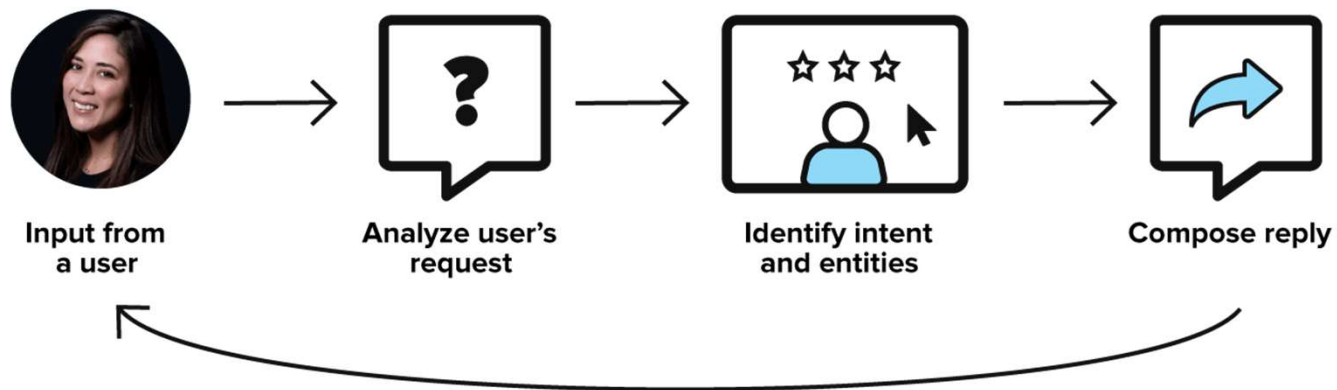 Input from
a user
Analyze user's
request
Identify intent
and entities
Compose reply